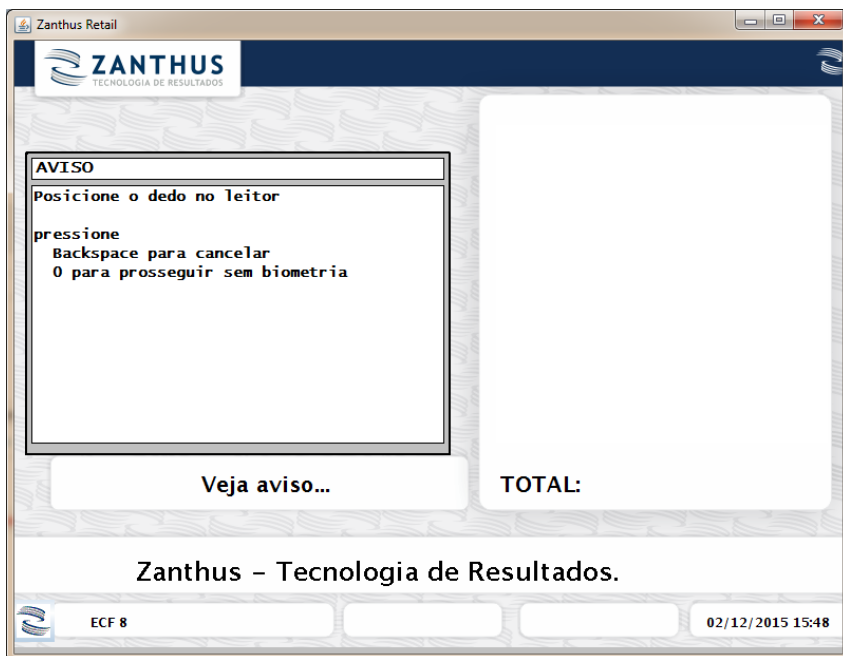 Zanthus Retail
ZANTHUS
TECNOLOGIA DE RESULTADOS
AVISO
Posicione o dedo no leitor
pressione
Backspace para cancelar
0 para prosseguir sem biometria
Veja aviso...
TOTAL:
Zanthus – Tecnologia de Resultados.
ECF 8
02/12/2015 15:48